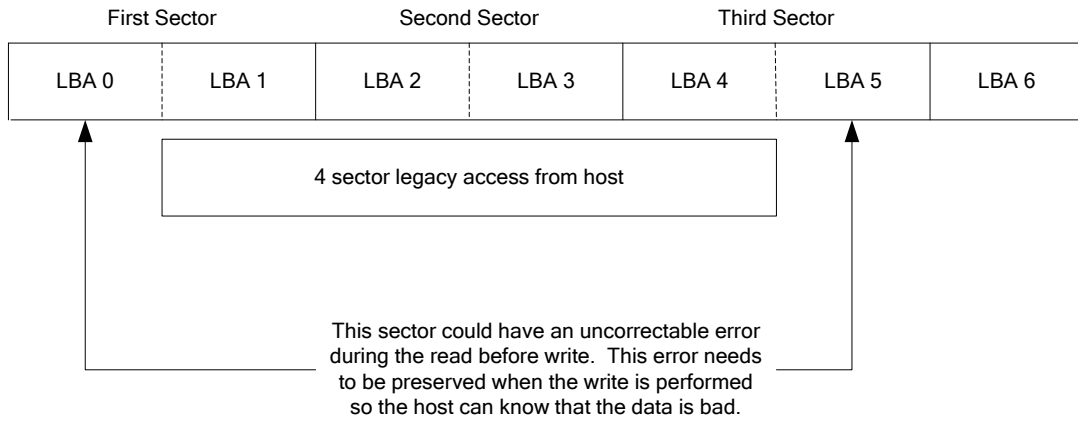 First Sector Second Sector Third Sector
LBA 0 LBA 1 LBA 2 LBA 3 LBA 4 LBA 5 LBA 6
4 sector legacy access from host
This sector could have an uncorrectable error
during the read before write. This error needs
to be preserved when the write is performed
so the host can know that the data is bad.